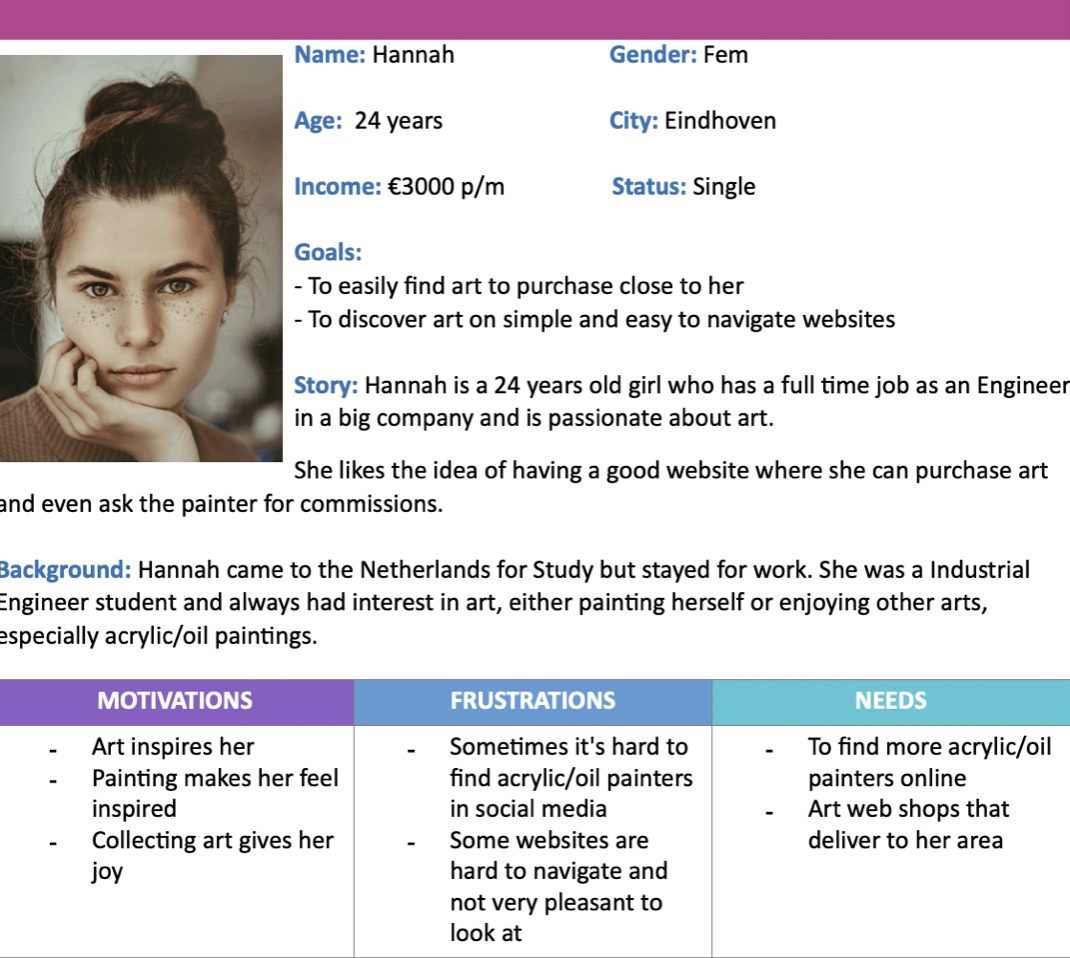 Name: Hannah Gender: Fem
Age: 24 years City: Eindhoven
Income: €3000 p/m Status: Single
Goals:
- To easily find art to purchase close to her
- To discover art on simple and easy to navigate websites
Story: Hannah is a 24 years old girl who has a full time job as an Engineer
in a big company and is passionate about art.
She likes the idea of having a good website where she can purchase art
and even ask the painter for commissions.
Background: Hannah came to the Netherlands for Study but stayed for work. She was a Industrial
Engineer student and always had interest in art, either painting herself or enjoying other arts,
especially acrylic/oil paintings.
MOTIVATIONS
- Art inspires her
- Painting makes her feel
inspired
- Collecting art gives her
joy
FRUSTRATIONS
- Sometimes it's hard to
find acrylic/oil painters
in social media
- Some websites are
hard to navigate and
not very pleasant to
look at
NEEDS
- To find more acrylic/oil
painters online
- Art web shops that
deliver to her area